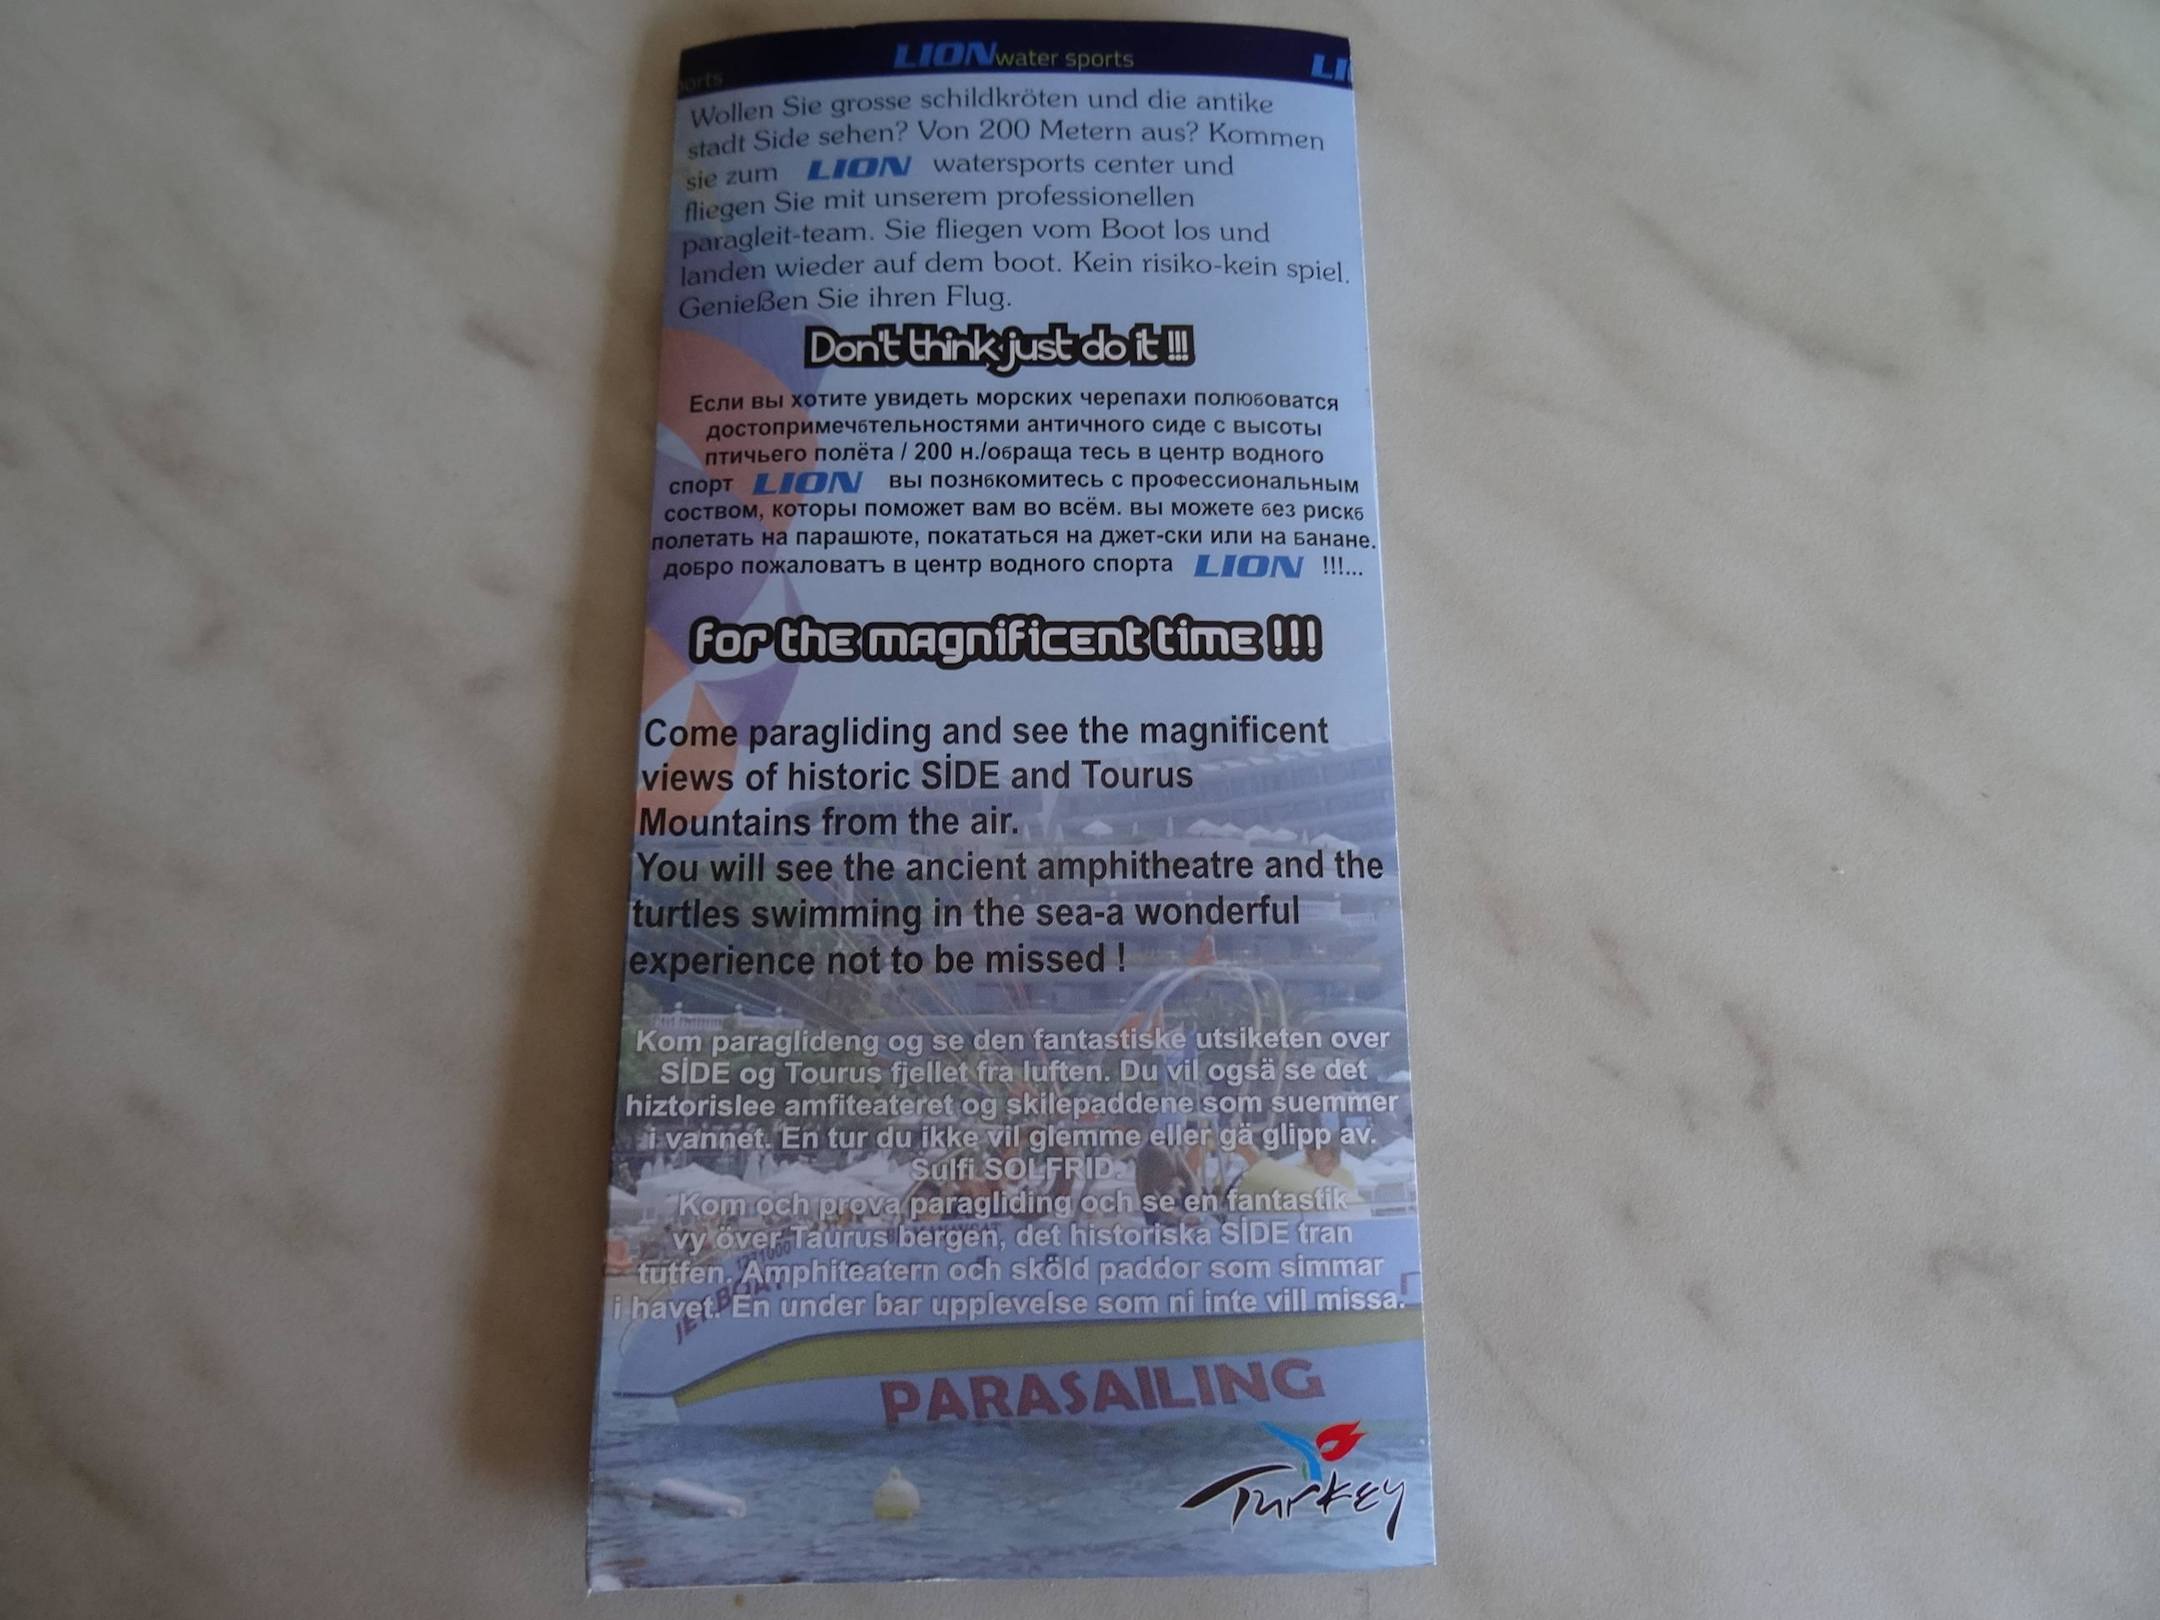 orts LION water sports LI
Wollen Sie grosse schildkröten und die antike
stadt Side sehen? Von 200 Metern aus? Kommen
sie zum LION watersports center und
fliegen Sie mit unserem professionellen
paragleit-team. Sie fliegen vom Boot los und
landen wieder auf dem boot. Kein risiko-kein spiel.
Genießen Sie ihren Flug.
Don't think just do it !!!
Если вы хотите увидеть морских черепахи полюбоватся
достопримечбтельностями античного сиде с высоты
птичьего полёта / 200 н./обраща тесь в центр водного
спорт LION вы познбкомитесь с профессиональным
соством, которы поможет вам во всём. вы можете без рискб
полетать на парашюте, покататься на джет-ски или на банане.
добро пожаловатъ в центр водного спорта LION !!!...
for the magnificent time !!!
Come paragliding and see the magnificent
views of historic SİDE and Tourus
Mountains from the air.
You will see the ancient amphitheatre and the
turtles swimming in the sea-a wonderful
experience not to be missed !
Kom paraglideng og se den fantastiske utsiketen over
SİDE og Tourus fjellet fra luften. Du vil ogsä se det
hiztorislee amfiteateret og skilepaddene som suemmer
i vannet. En tur du ikke vil glemme eller gä glipp av.
Sulfi SOLFRID.
Kom och prova paragliding och se en fantastik
vy över Taurus bergen, det historiska SİDE tran
tutfen. Amphiteatern och sköld paddor som simmar
i havet. En under bar upplevelse som ni inte vill missa.
JET BOAT
PARASAILING
Turkey